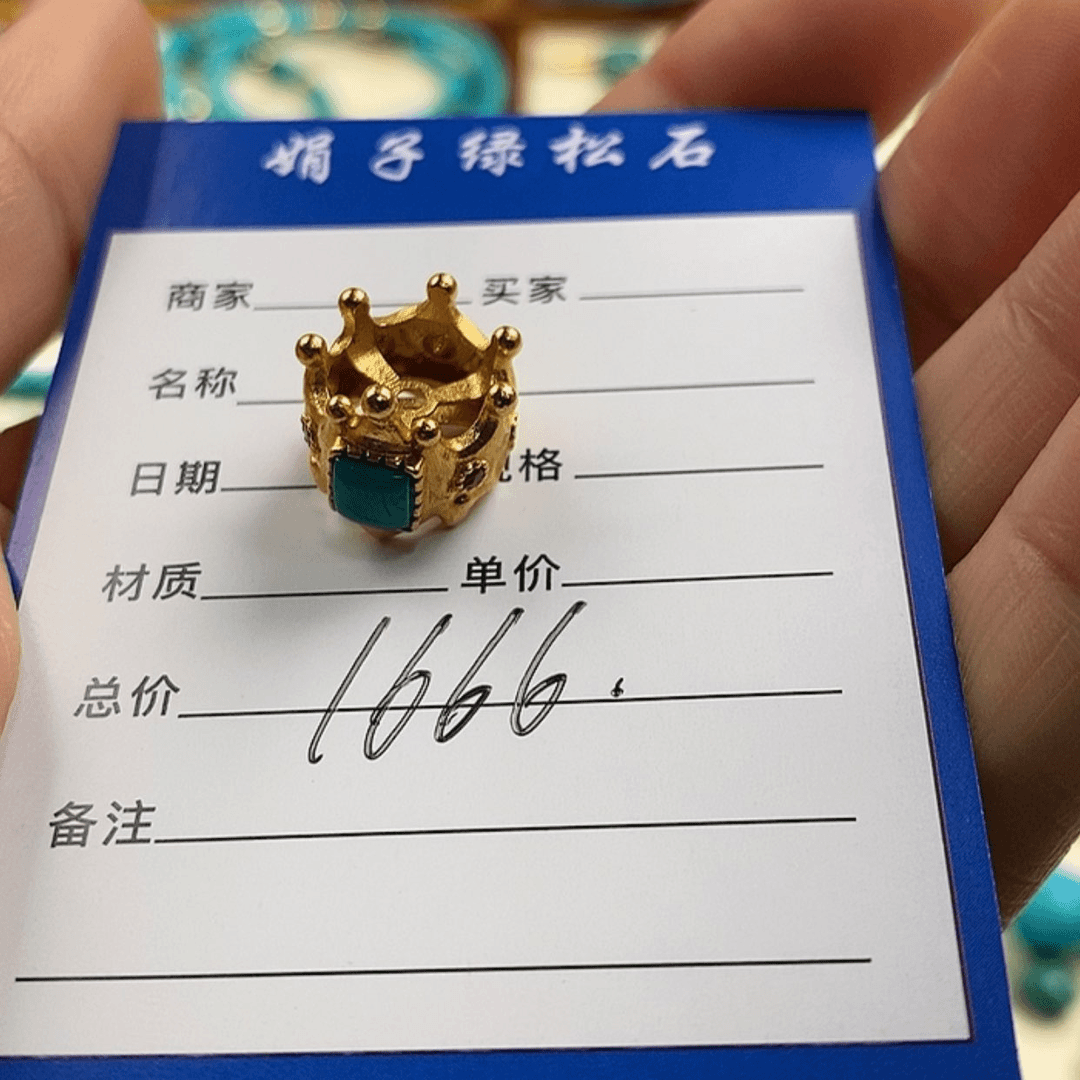 娟子绿松石
商家 买家
名称
日期 格
材质 单价
总价 1666.
备注